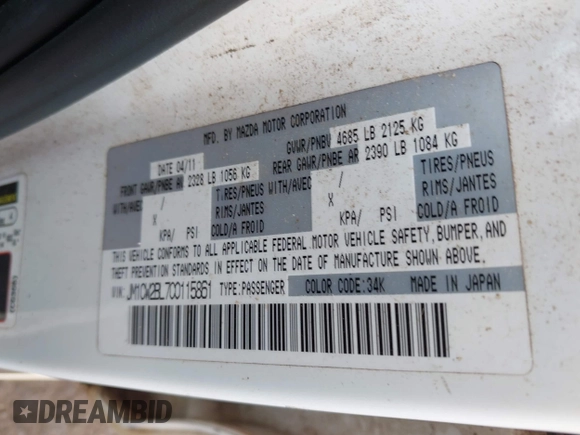 MFD. BY MAZDA MOTOR CORPORATION
DATE 04/11 GVWR/PNBV 4685 LB 2125 KG
FRONT GAWR/PNBE AV 2328 LB 1056 KG REAR GAWR/PNBE AR 2390 LB 1084 KG
WITH/AVEC / TIRES/PNEUS WITH/AVEC / TIRES/PNEUS
X RIMS/JANTES X RIMS/JANTES
KPA/ PSI COLD/A FROID KPA/ PSI COLD/A FROID
THIS VEHICLE CONFORMS TO ALL APPLICABLE FEDERAL MOTOR VEHICLE SAFETY, BUMPER, AND
THEFT PREVENTION STANDARDS IN EFFECT ON THE DATE OF MANUFACTURE SHOWN ABOVE.
VIN: JM1CW2BL7C0115861 TYPE:PASSENGER COLOR CODE:34K MADE IN JAPAN
DREAMBID